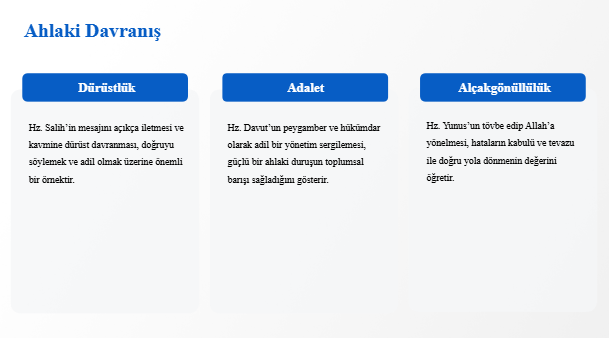 Ahlaki Davranış
Dürüstlük
Hz. Salih’in mesajını açıkça iletmesi ve
kavmine dürüst davranması, doğruyu
söylemek ve adil olmak üzerine önemli
bir örnektir.
Adalet
Hz. Davut’un peygamber ve hükümdar
olarak adil bir yönetim sergilemesi,
güçlü bir ahlaki duruşun toplumsal
barışı sağladığını gösterir.
Alçakgönüllülük
Hz. Yunus’un tövbe edip Allah’a
yönelmesi, hataların kabulü ve tevazu
ile doğru yola dönmenin değerini
öğretir.